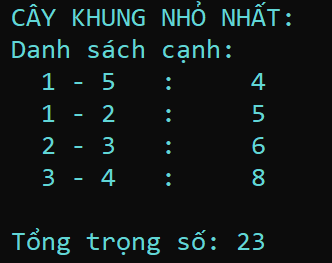 CÂY KHUNG NHỎ NHẤT:
Danh sách cạnh:
1 - 5 : 4
1 - 2 : 5
2 - 3 : 6
3 - 4 : 8
Tổng trọng số: 23